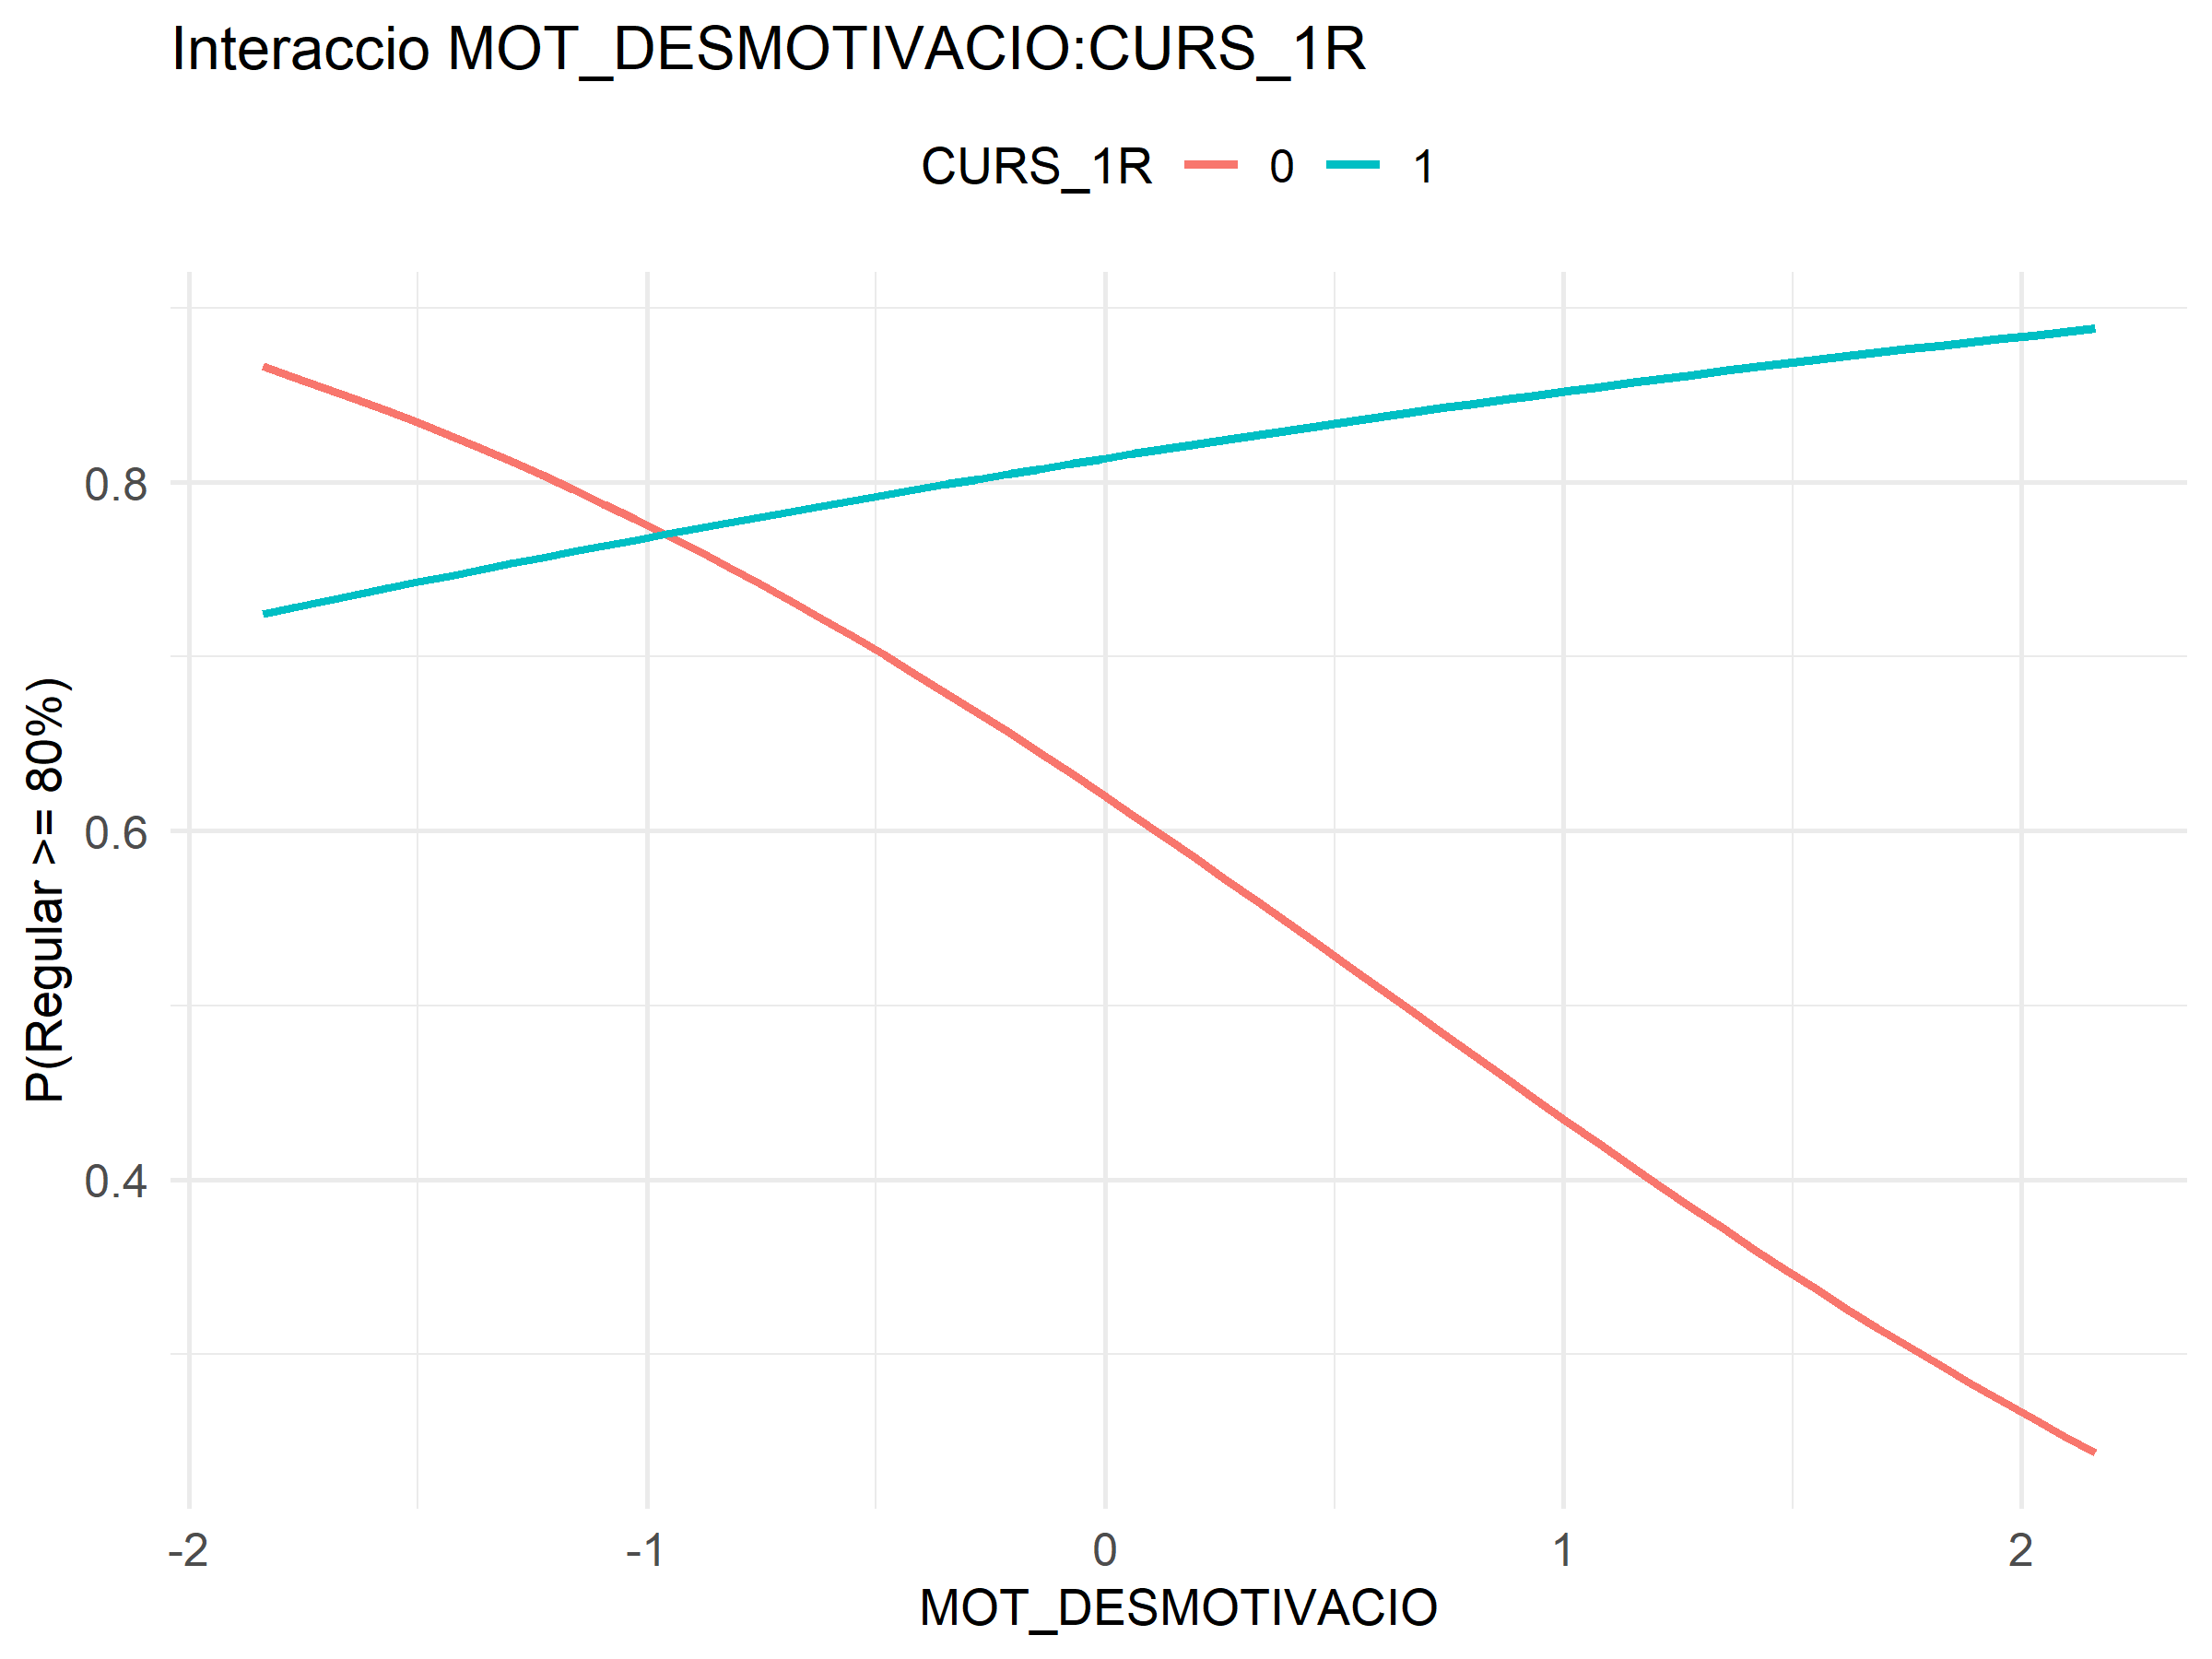 Interaccio MOT_DESMOTIVACIO:CURS_1R
CURS_1R 0 1
P(Regular >= 80%)
0.8
0.6
0.4
-2 -1 0 1 2
MOT_DESMOTIVACIO